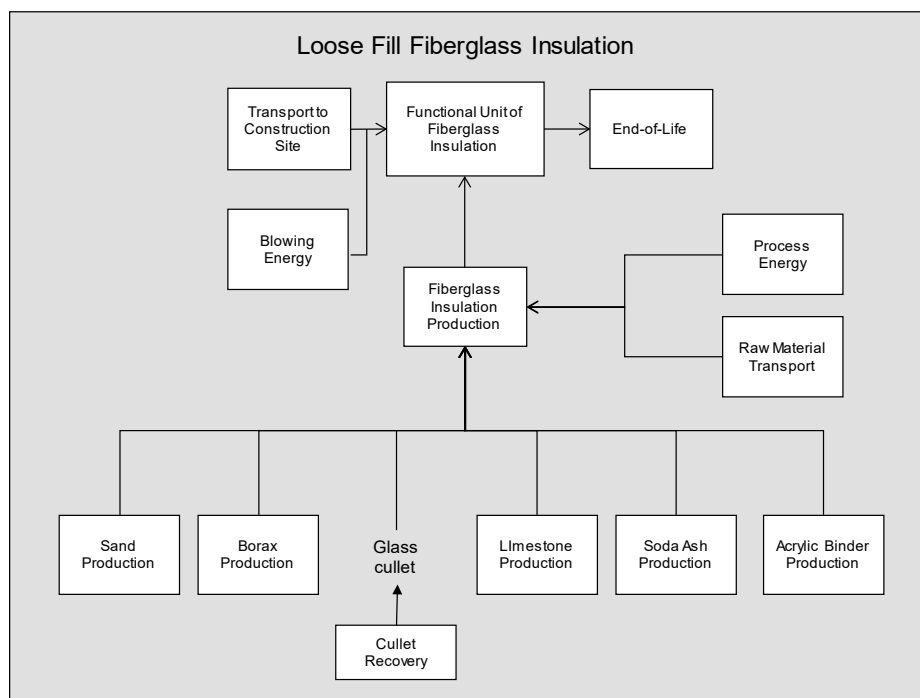 Loose Fill Fiberglass Insulation
Transport to
Construction
Site
Functional Unit of
Fiberglass
Insulation
End-of-Life
Blowing
Energy
Process
Energy
Fiberglass
Insulation
Production
Raw Material
Transport
Sand
Production
Borax
Production
Glass
cullet
LImestone
Production
Soda Ash
Production
Acrylic Binder
Production
Cullet
Recovery